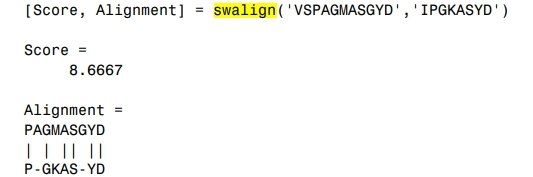 [Score, Alignment] = swalign('VSPAGMASGYD','IPGKASYD')
Score =
8.6667
Alignment =
PAGMASGYD
| | || ||
P-GKAS-YD